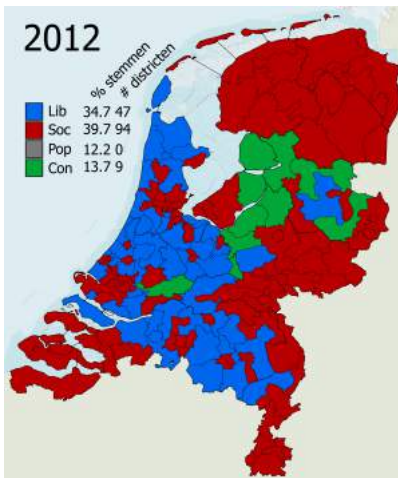 2012
% stemmen
# districten
Lib 34.7 47
Soc 39.7 94
Pop 12.2 0
Con 13.7 9